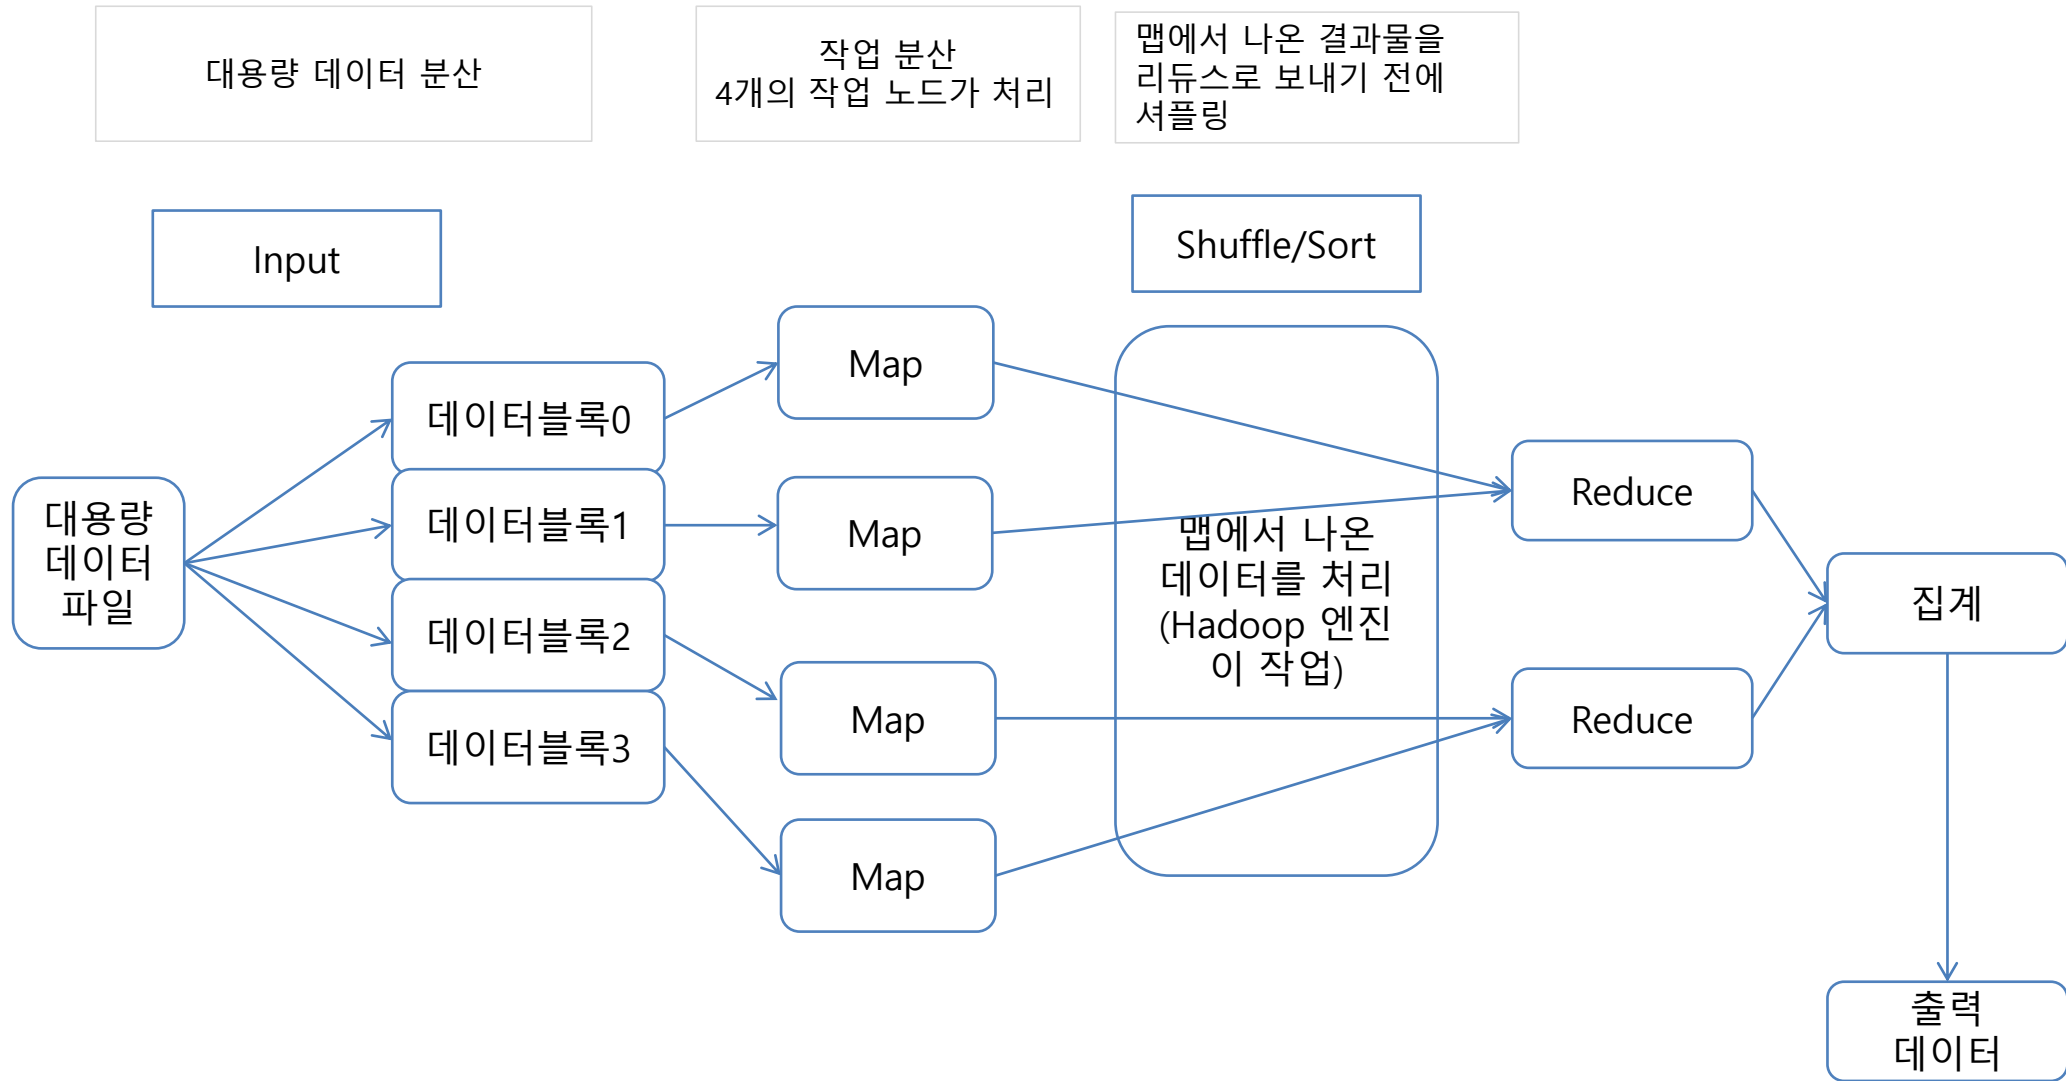 대용량 데이터 분산
작업 분산
4개의 작업 노드가 처리
맵에서 나온 결과물을
리듀스로 보내기 전에
셔플링
Input
Shuffle/Sort
대용량
데이터
파일
데이터블록0
데이터블록1
데이터블록2
데이터블록3
Map
Map
Map
Map
맵에서 나온
데이터를 처리
(Hadoop 엔진
이 작업)
Reduce
Reduce
집계
출력
데이터